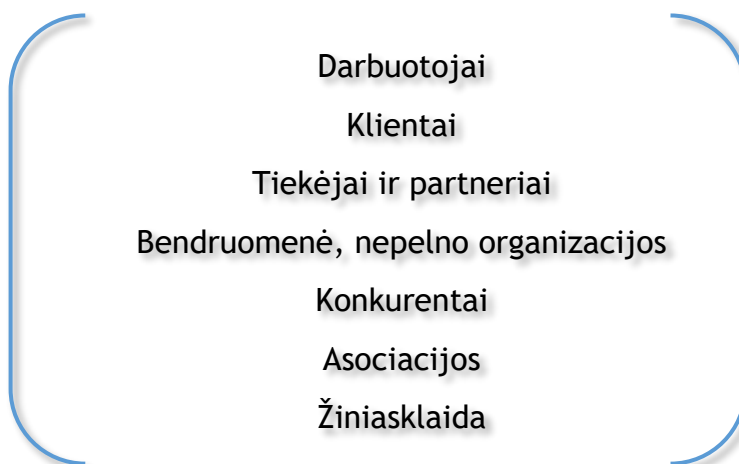 Darbuotojai
Klientai
Tiekėjai ir partneriai
Bendruomenė, nepelno organizacijos
Konkurentai
Asociacijos
Žiniasklaida